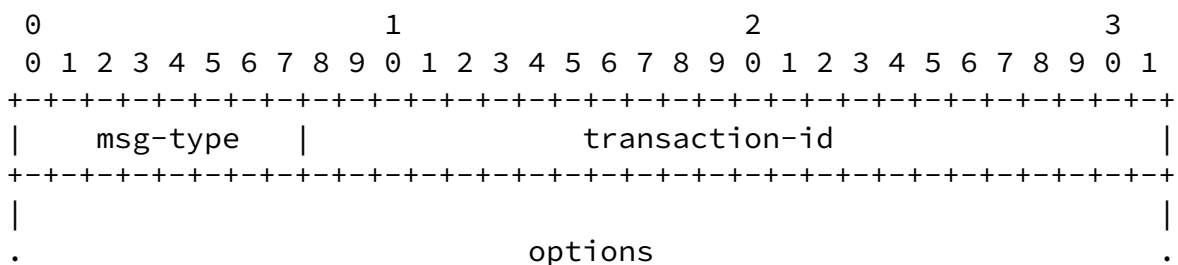 0                   1                   2                   3
 0 1 2 3 4 5 6 7 8 9 0 1 2 3 4 5 6 7 8 9 0 1 2 3 4 5 6 7 8 9 0 1
+-+-+-+-+-+-+-+-+-+-+-+-+-+-+-+-+-+-+-+-+-+-+-+-+-+-+-+-+-+-+-+-+
|    msg-type   |               transaction-id                  |
+-+-+-+-+-+-+-+-+-+-+-+-+-+-+-+-+-+-+-+-+-+-+-+-+-+-+-+-+-+-+-+-+
|                                                               |
.                            options                            .